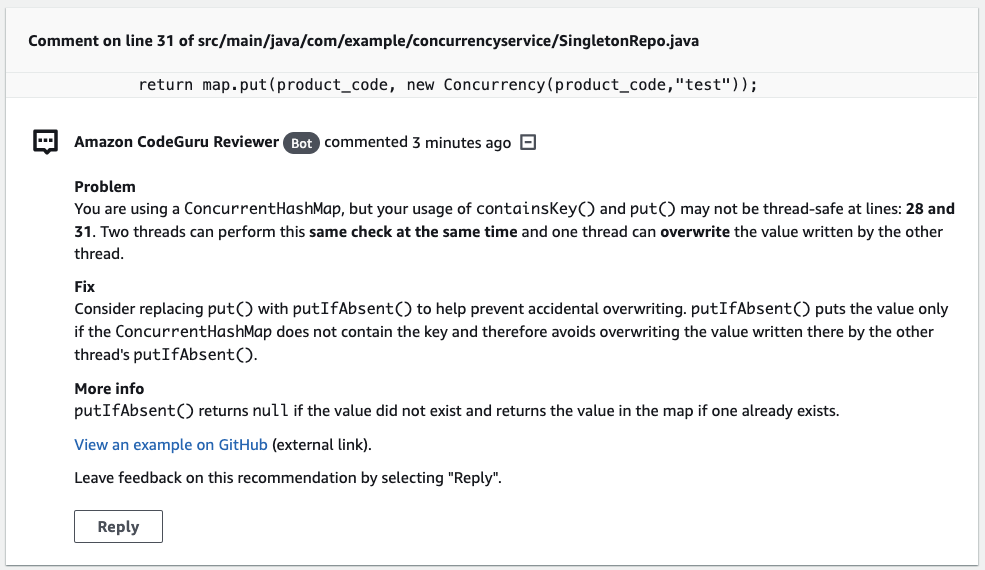 Comment on line 31 of src/main/java/com/example/concurrencyservice/SingletonRepo.java
return map.put(product_code, new Concurrency(product_code,"test"));
Amazon CodeGuru Reviewer Bot commented 3 minutes ago
Problem
You are using a ConcurrentHashMap, but your usage of containsKey() and put() may not be thread-safe at lines: 28 and
31. Two threads can perform this same check at the same time and one thread can overwrite the value written by the other
thread.
Fix
Consider replacing put() with putIfAbsent() to help prevent accidental overwriting. putIfAbsent() puts the value only
if the ConcurrentHashMap does not contain the key and therefore avoids overwriting the value written there by the other
thread's putIfAbsent().
More info
putIfAbsent() returns null if the value did not exist and returns the value in the map if one already exists.
View an example on GitHub (external link).
Leave feedback on this recommendation by selecting "Reply".
Reply